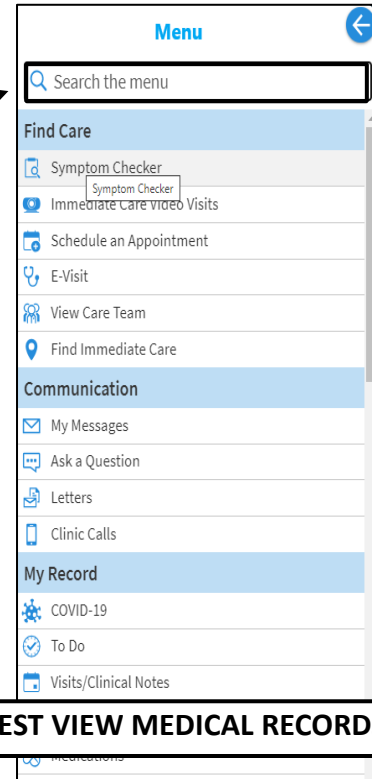 Menu
Search the menu
Find Care
Symptom Checker
Symptom Checker
Immediate Care Video Visits
Schedule an Appointment
E-Visit
View Care Team
Find Immediate Care
Communication
My Messages
Ask a Question
Letters
Clinic Calls
My Record
COVID-19
To Do
Visits/Clinical Notes
EST VIEW MEDICAL RECORD
Medications